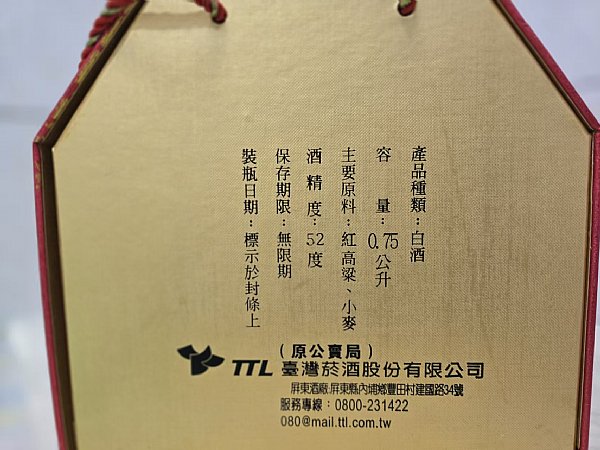 產品種類：白酒
容量：0.75公升
主要原料：紅高粱、小麥
酒精度：52度
保存期限：無限期
裝瓶日期：標示於封條上
（原公賣局）
TTL 臺灣菸酒股份有限公司
屏東酒廠:屏東縣內埔鄉豐田村建國路34號
服務專線：0800-231422
080@mail.ttl.com.tw